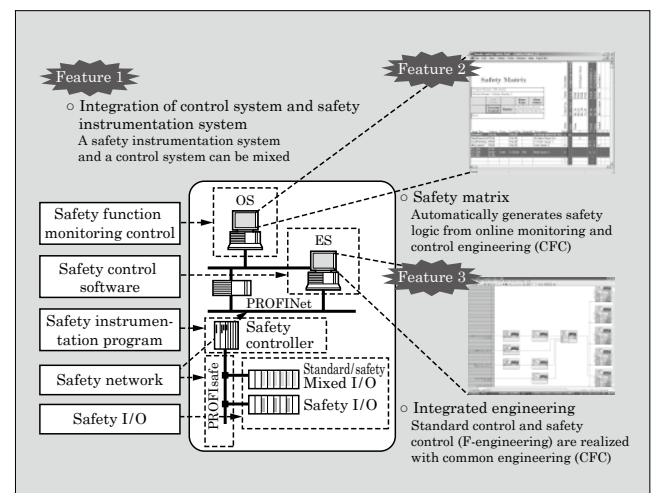 Feature 1
○ Integration of control system and safety
instrumentation system
A safety instrumentation system
and a control system can be mixed
Feature 2
Safety Matrix
○ Safety matrix
Automatically generates safety
logic from online monitoring and
control engineering (CFC)
Feature 3
○ Integrated engineering
Standard control and safety
control (F-engineering) are realized
with common engineering (CFC)
Safety function
monitoring control
Safety control
software
Safety instrumen-
tation program
Safety network
Safety I/O
OS
ES
PROFINet
Safety
controller
PROFIsafe
Standard/safety
Mixed I/O
Safety I/O